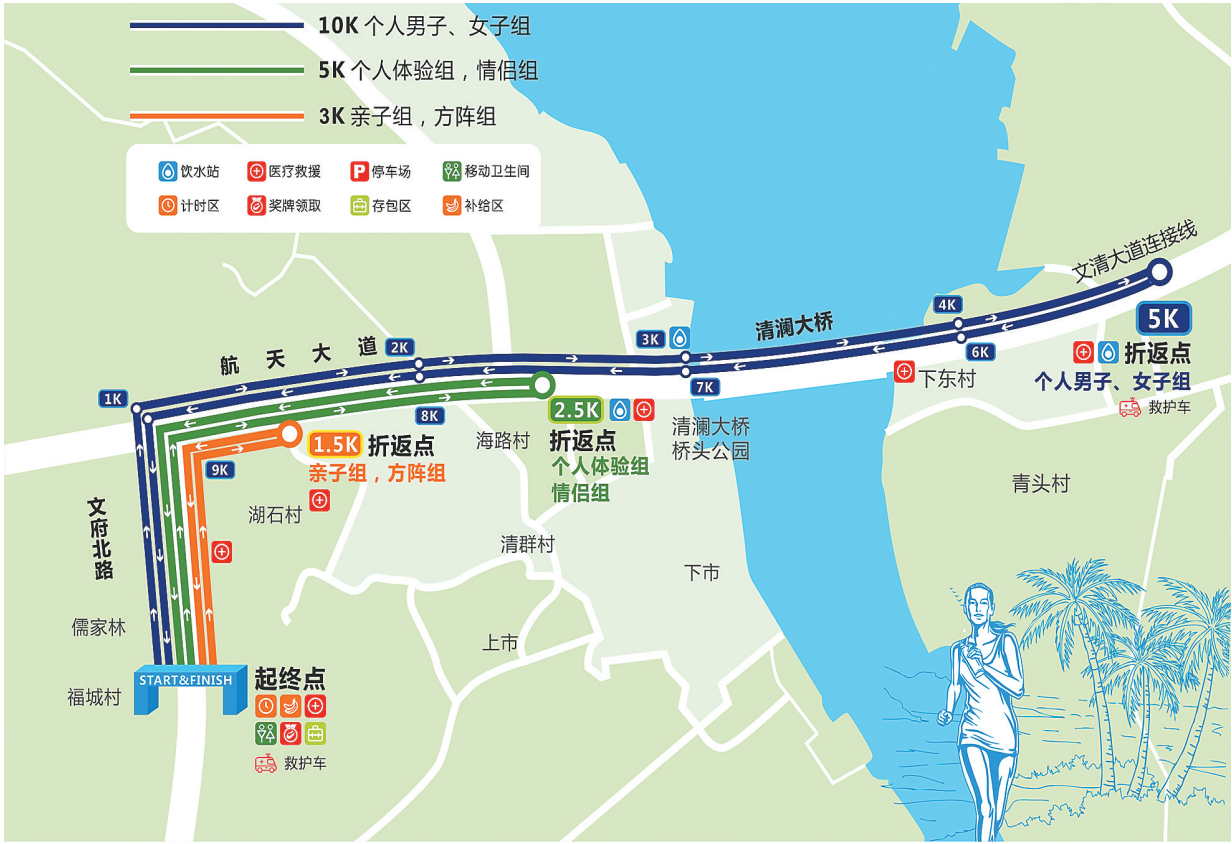 10K 个人男子、女子组
5K 个人体验组，情侣组
3K 亲子组，方阵组
饮水站
医疗救援
P 停车场
移动卫生间
计时区
奖牌领取
存包区
补给区
文清大道连接线
清澜大桥
航天大道
1K
2K
3K
4K
5K
折返点
个人男子、女子组
救护车
6K
下东村
7K
清澜大桥
桥头公园
8K
海路村
2.5K
折返点
个人体验组
情侣组
1.5K 折返点
亲子组，方阵组
9K
湖石村
文府北路
青头村
清群村
下市
儒家林
上市
福城村
START&FINISH
起终点
救护车